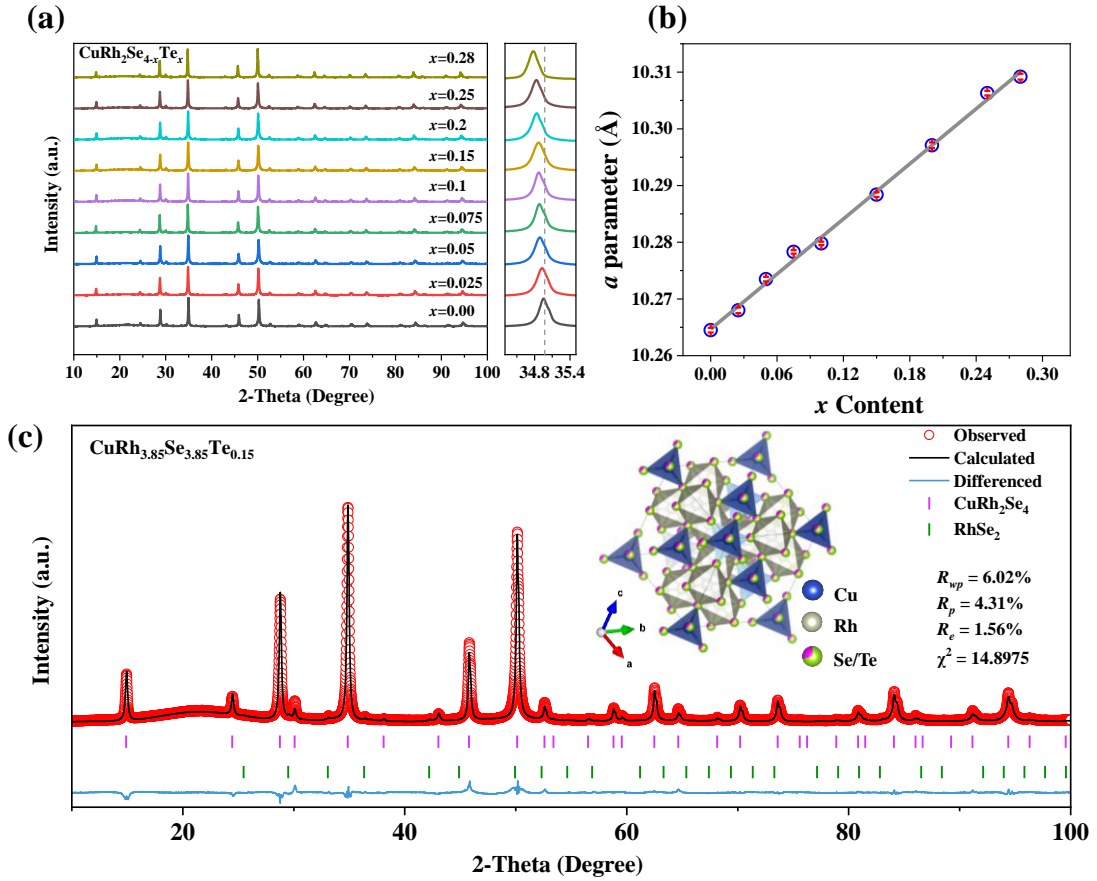 (a)
CuRh2Se4-xTex
x=0.28
x=0.25
x=0.2
x=0.15
x=0.1
x=0.075
x=0.05
x=0.025
x=0.00
Intensity (a.u.)
10 20 30 40 50 60 70 80 90 100
34.8 35.4
2-Theta (Degree)
(b)
10.31
10.30
10.29
10.28
10.27
10.26
a parameter (Å)
0.00 0.06 0.12 0.18 0.24 0.30
x Content
(c)
CuRh3.85Se3.85Te0.15
Observed
Calculated
Differenced
CuRh2Se4
RhSe2
Rwp = 6.02%
Rp = 4.31%
Re = 1.56%
χ2 = 14.8975
Cu
Rh
Se/Te
c
b
a
Intensity (a.u.)
20 40 60 80 100
2-Theta (Degree)